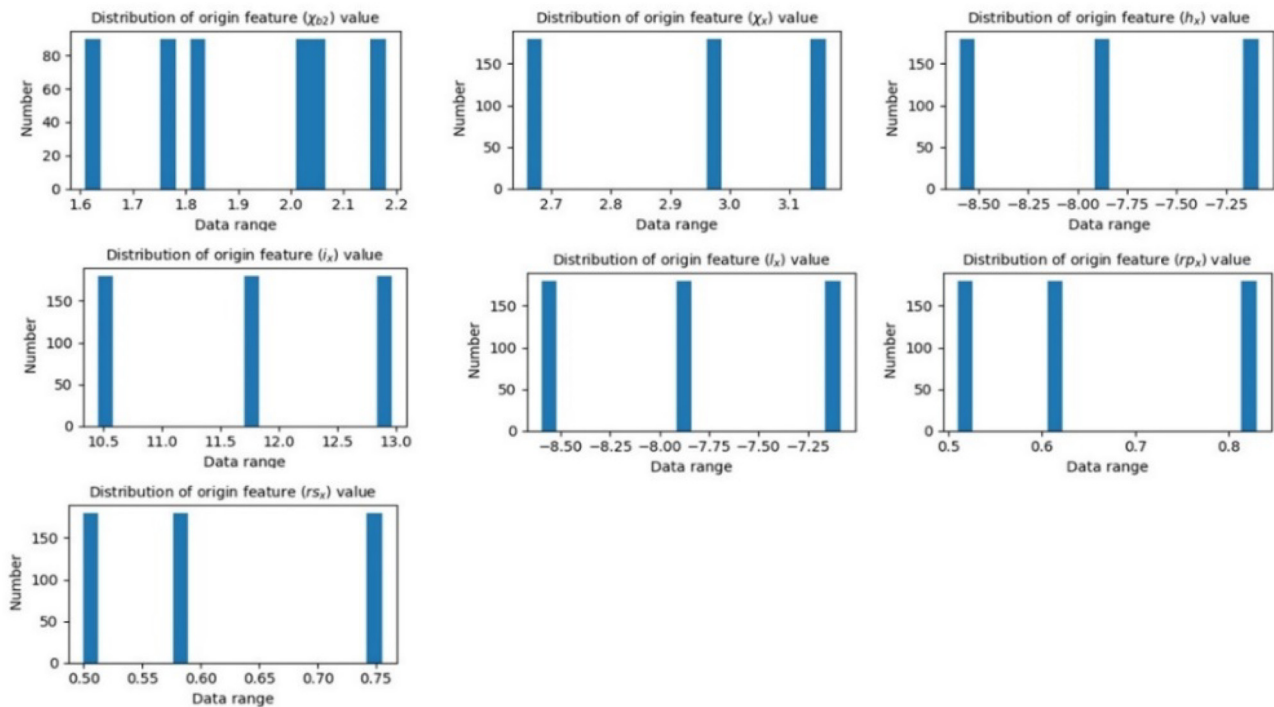 Distribution of origin feature (χ_{b2}) value
Number
80
60
40
20
0
1.6 1.7 1.8 1.9 2.0 2.1 2.2
Data range
Distribution of origin feature (χ_x) value
Number
150
100
50
0
2.7 2.8 2.9 3.0 3.1
Data range
Distribution of origin feature (h_x) value
Number
150
100
50
0
−8.50 −8.25 −8.00 −7.75 −7.50 −7.25
Data range
Distribution of origin feature (i_x) value
Number
150
100
50
0
10.5 11.0 11.5 12.0 12.5 13.0
Data range
Distribution of origin feature (l_x) value
Number
150
100
50
0
−8.50 −8.25 −8.00 −7.75 −7.50 −7.25
Data range
Distribution of origin feature (rp_x) value
Number
150
100
50
0
0.5 0.6 0.7 0.8
Data range
Distribution of origin feature (rs_x) value
Number
150
100
50
0
0.50 0.55 0.60 0.65 0.70 0.75
Data range